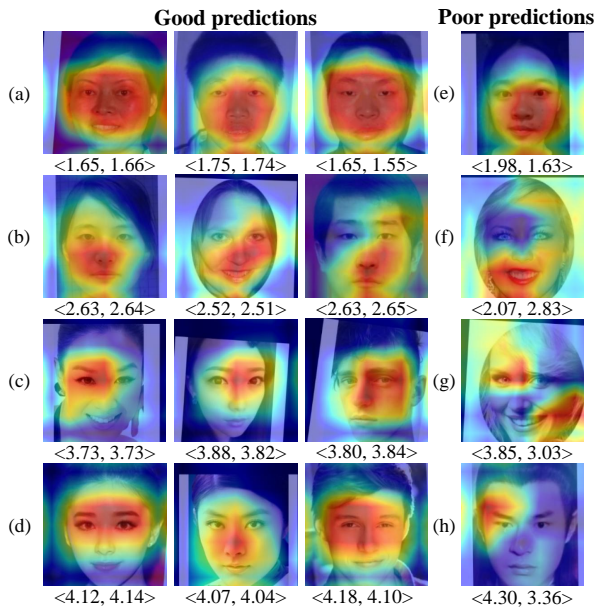 Good predictions Poor predictions
(a) (e)
<1.65, 1.66> <1.75, 1.74> <1.65, 1.55> <1.98, 1.63>
(b) (f)
<2.63, 2.64> <2.52, 2.51> <2.63, 2.65> <2.07, 2.83>
(c) (g)
<3.73, 3.73> <3.88, 3.82> <3.80, 3.84> <3.85, 3.03>
(d) (h)
<4.12, 4.14> <4.07, 4.04> <4.18, 4.10> <4.30, 3.36>